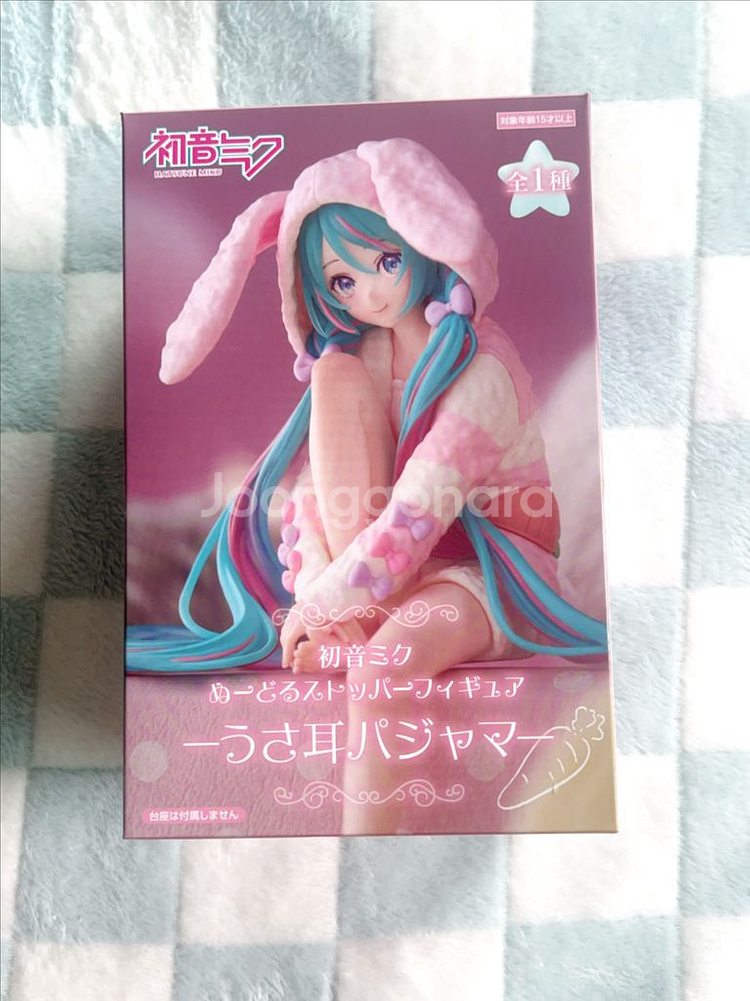 対象年齢15才以上
初音ミク
HATSUNE MIKU
全1種
Joonggonara
初音ミク
ぬーどるストッパーフィギュア
ーうさ耳パジャマー
台座は付属しません